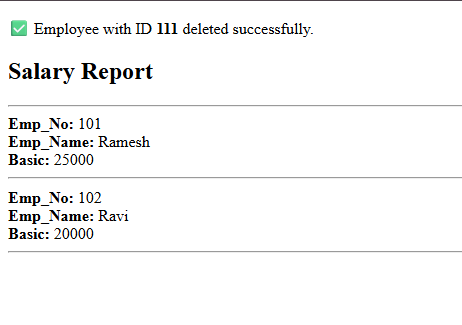 ✅ Employee with ID 111 deleted successfully.
Salary Report
Emp_No: 101
Emp_Name: Ramesh
Basic: 25000
Emp_No: 102
Emp_Name: Ravi
Basic: 20000